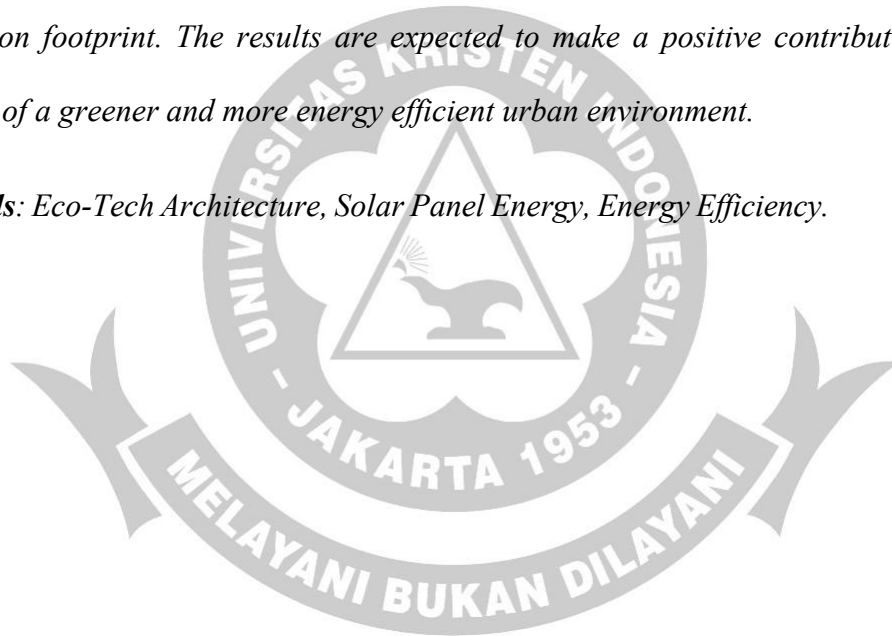 on footprint. The results are expected to make a positive contribut
of a greener and more energy efficient urban environment.
ls: Eco-Tech Architecture, Solar Panel Energy, Energy Efficiency.
UNIVERSITAS KRISTEN INDONESIA
- JAKARTA 1953 -
MELAYANI BUKAN DILAYANI